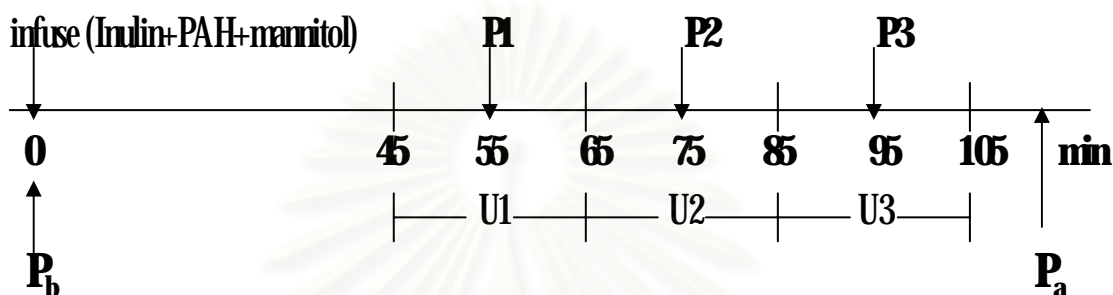 infuse (Inulin+PAH+mannitol) P1 P2 P3
0 45 55 65 75 85 95 105 min
U1 U2 U3
Pb Pa